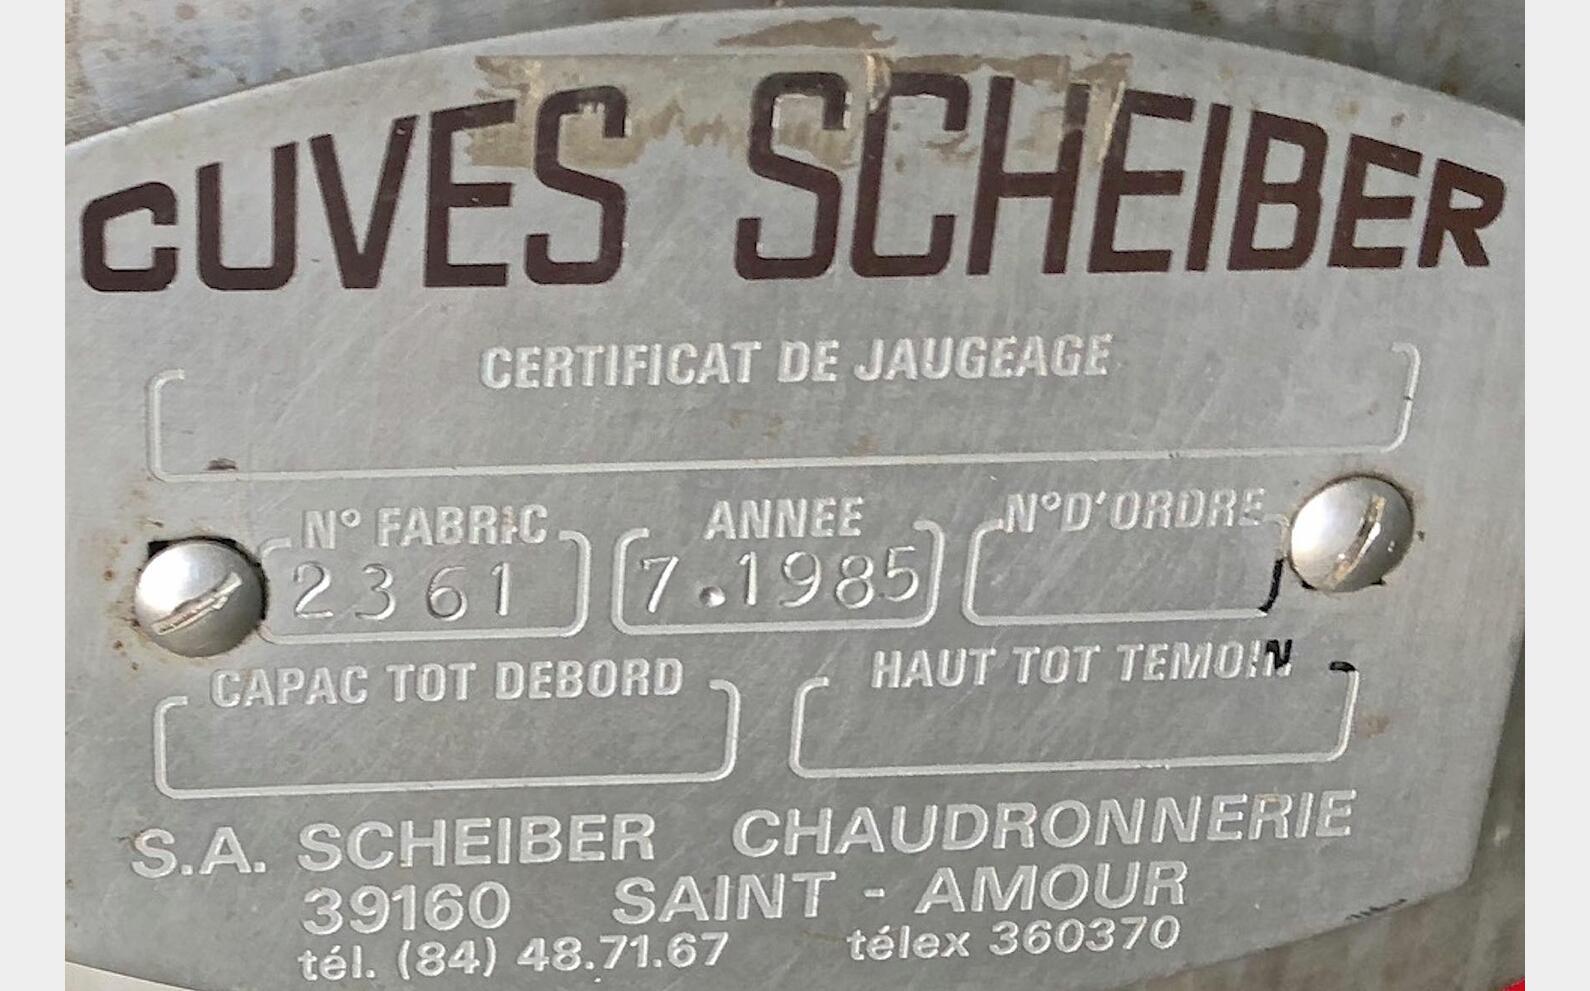 CUVES SCHEIBER
CERTIFICAT DE JAUGEAGE
N° FABRIC ANNEE N°D'ORDRE
2361 7.1985
CAPAC TOT DEBORD HAUT TOT TEMOIN
S.A. SCHEIBER CHAUDRONNERIE
39160 SAINT - AMOUR
tél. (84) 48.71.67 télex 360370